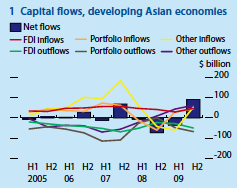 1 Capital flows, developing Asian economies
Net flows
FDI Inflows Portfolio Inflows Other Inflows
FDI outflows Portfolio outflows Other outflows
$ billion
200
100
0
-100
-200
H1 H2 H1 H2 H1 H2 H1 H2 H1 H2
2005 06 07 08 09